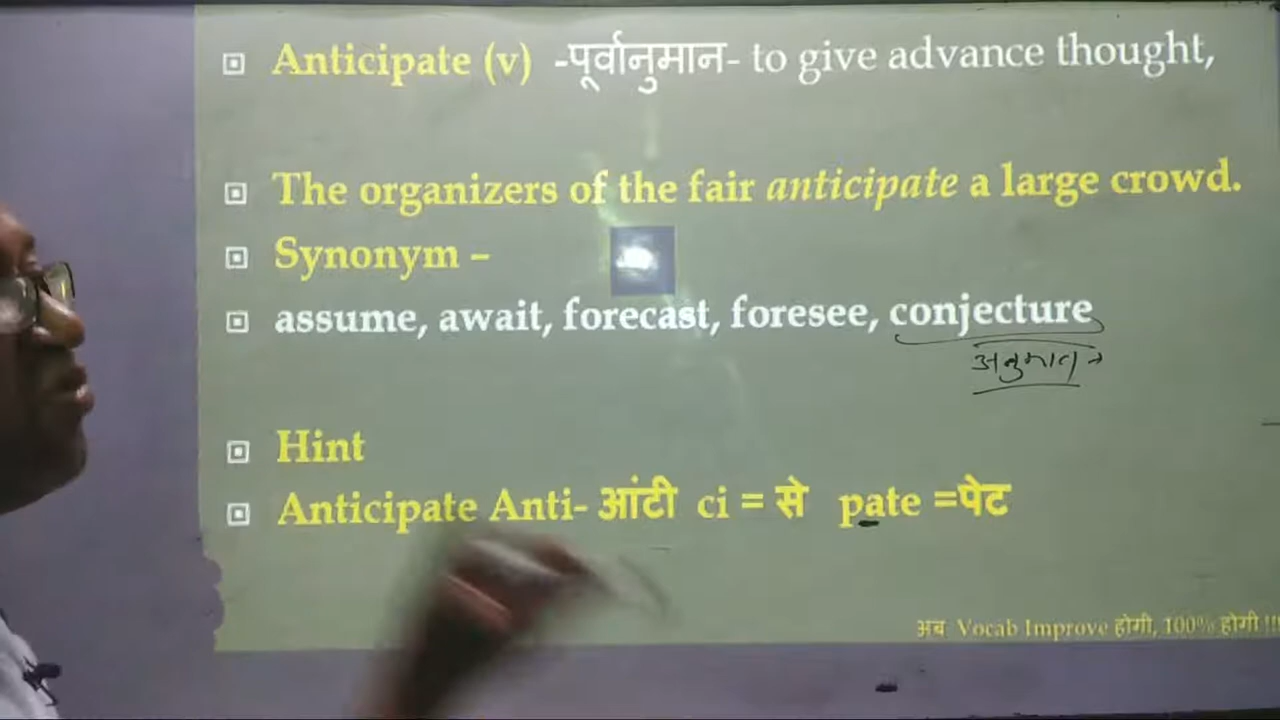 Anticipate (v) -पूर्वानुमान- to give advance thought,
The organizers of the fair anticipate a large crowd.
Synonym –
assume, await, forecast, foresee, conjecture
अनुमान
Hint
Anticipate Anti- आंटी ci = से pate =पेट
अब Vocab Improve होगी, 100% होगी !!!